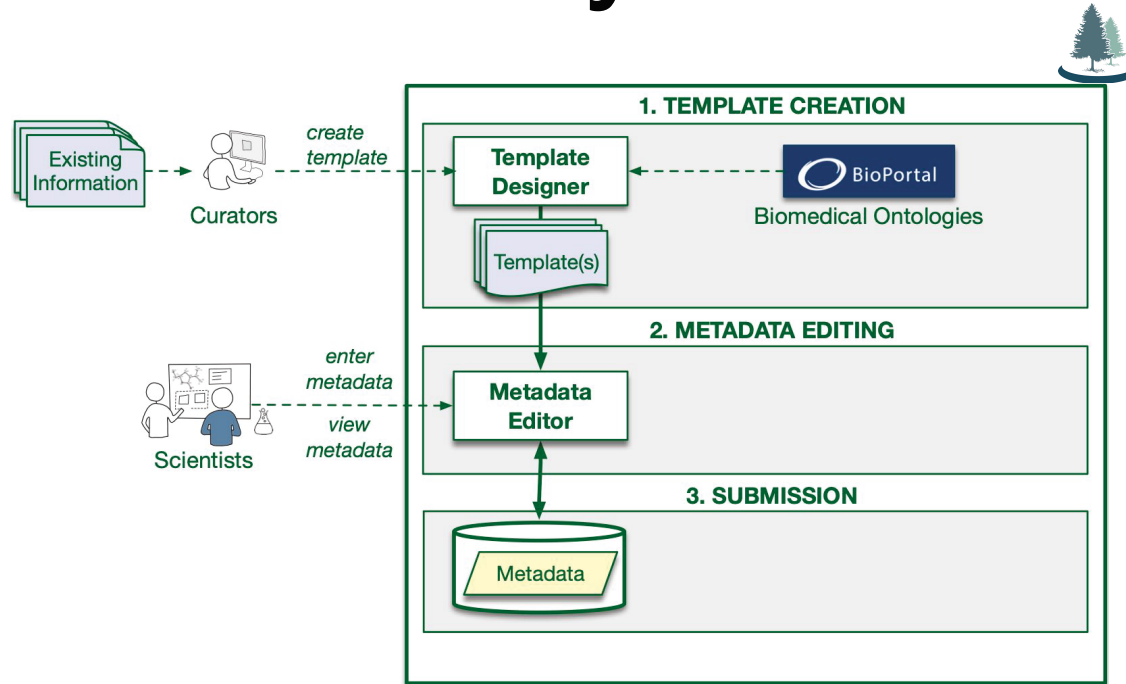 1. TEMPLATE CREATION
Existing
Information
Curators
create
template
Template
Designer
BioPortal
Biomedical Ontologies
Template(s)
2. METADATA EDITING
Scientists
enter
metadata
view
metadata
Metadata
Editor
3. SUBMISSION
Metadata